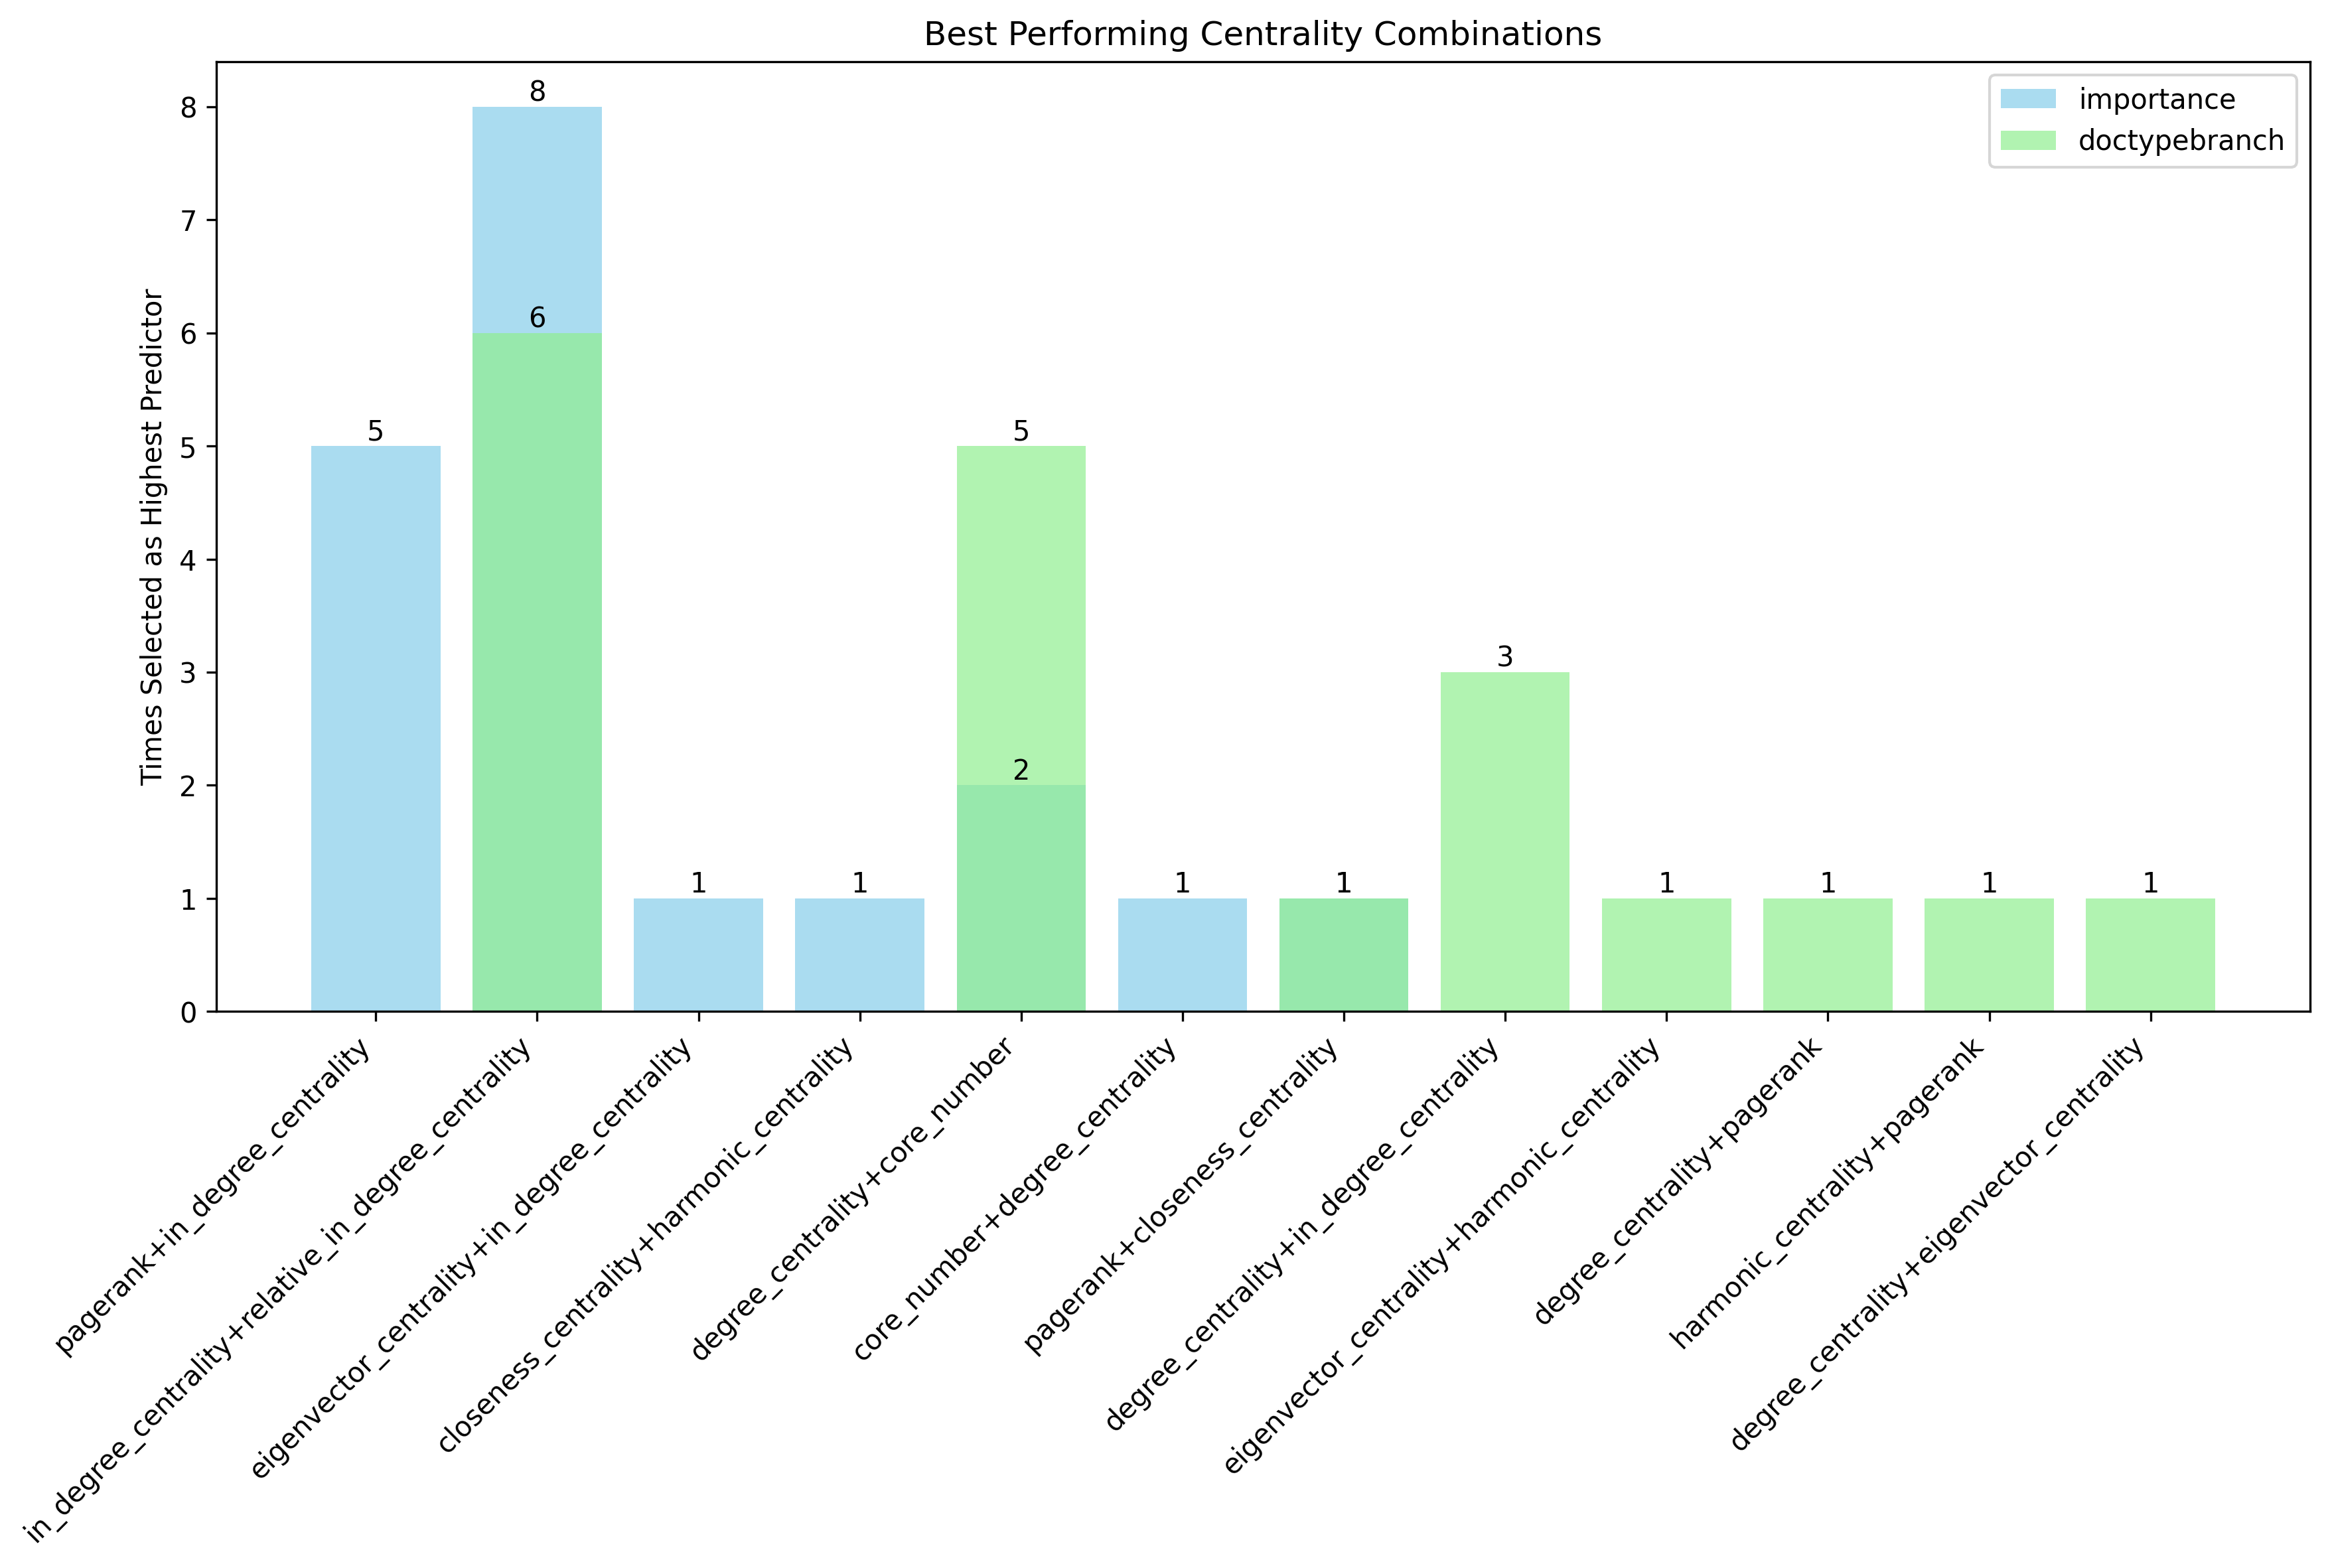 Best Performing Centrality Combinations
importance
doctypebranch
Times Selected as Highest Predictor
8
7
6
5
4
3
2
1
0
5
8
6
1
1
5
2
1
1
3
1
1
1
1
pagerank+in_degree_centrality
in_degree_centrality+relative_in_degree_centrality
eigenvector_centrality+in_degree_centrality
closeness_centrality+harmonic_centrality
degree_centrality+core_number
core_number+degree_centrality
pagerank+closeness_centrality
degree_centrality+in_degree_centrality
eigenvector_centrality+harmonic_centrality
degree_centrality+pagerank
harmonic_centrality+pagerank
degree_centrality+eigenvector_centrality